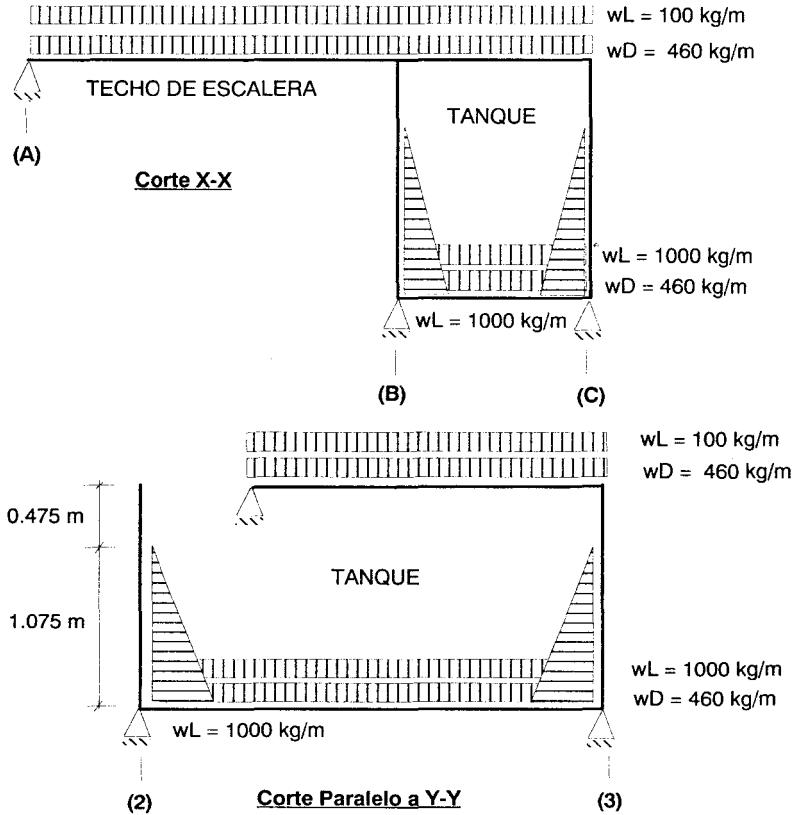 wL = 100 kg/m
wD = 460 kg/m
TECHO DE ESCALERA
TANQUE
(A)
Corte X-X
wL = 1000 kg/m
wD = 460 kg/m
wL = 1000 kg/m
(B)
(C)
wL = 100 kg/m
wD = 460 kg/m
0.475 m
TANQUE
1.075 m
wL = 1000 kg/m
wD = 460 kg/m
wL = 1000 kg/m
(2)
Corte Paralelo a Y-Y
(3)